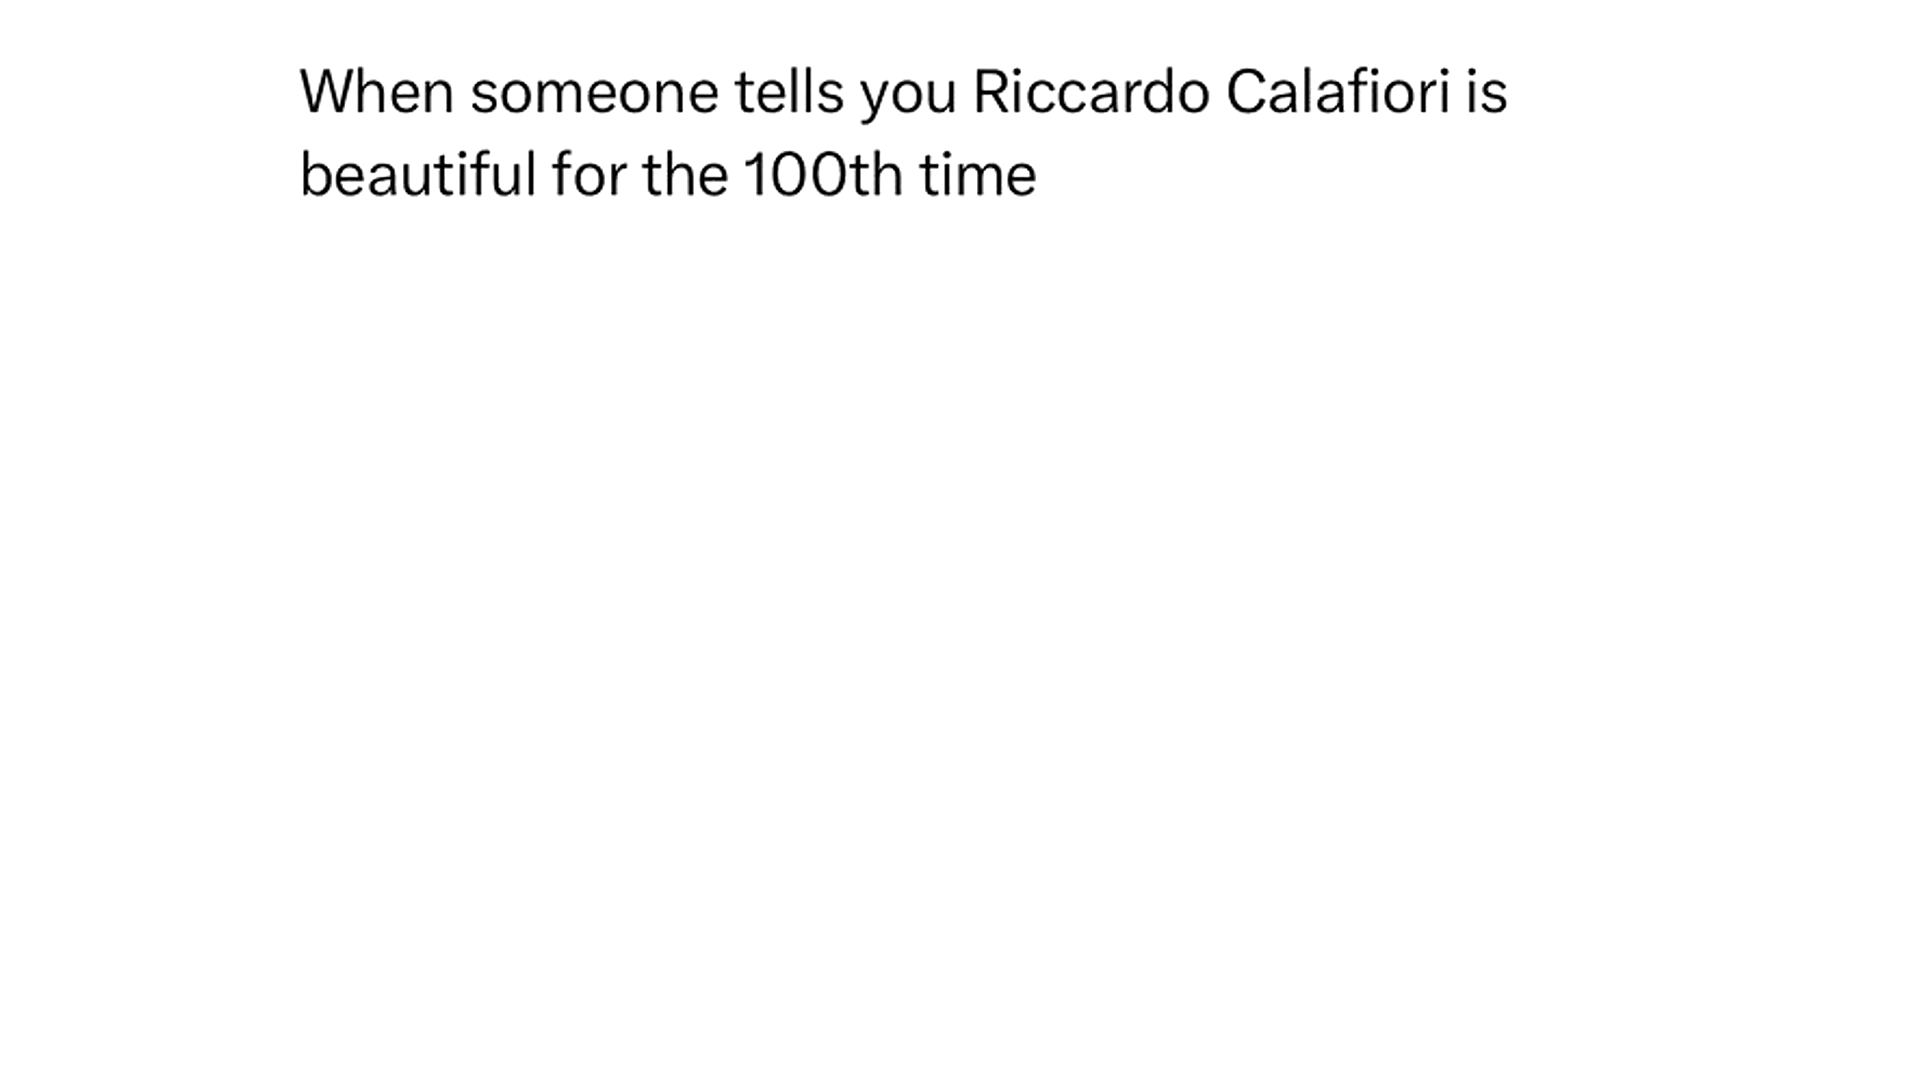 When someone tells you Riccardo Calafiori is
beautiful for the 100th time